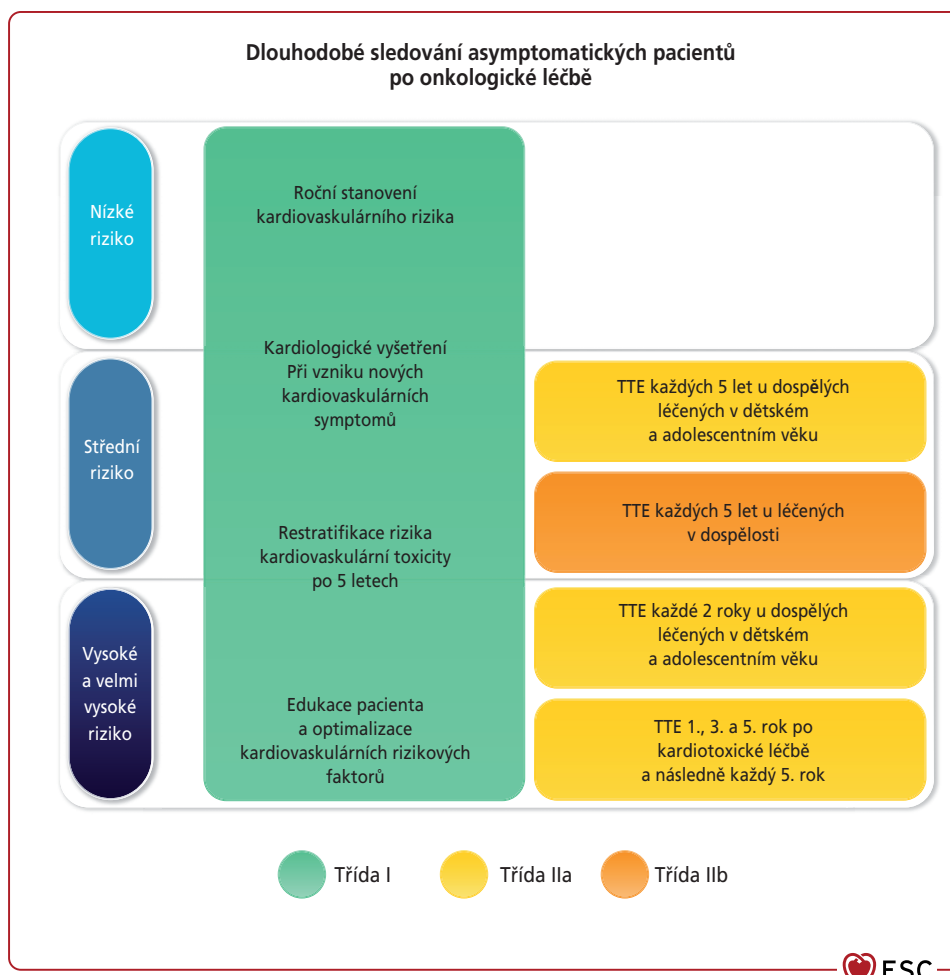 Dlouhodobé sledování asymptomatických pacientů
po onkologické léčbě
Nízké
riziko
Roční stanovení
kardiovaskulárního rizika
Kardiologické vyšetření
Při vzniku nových
kardiovaskulárních
symptomů
Střední
riziko
TTE každých 5 let u dospělých
léčených v dětském
a adolescentním věku
TTE každých 5 let u léčených
v dospělosti
Restratifikace rizika
kardiovaskulární toxicity
po 5 letech
Vysoké
a velmi
vysoké
riziko
TTE každé 2 roky u dospělých
léčených v dětském
a adolescentním věku
Edukace pacienta
a optimalizace
kardiovaskulárních rizikových
faktorů
TTE 1., 3. a 5. rok po
kardiotoxické léčbě
a následně každý 5. rok
Třída I
Třída IIa
Třída IIb
ESC